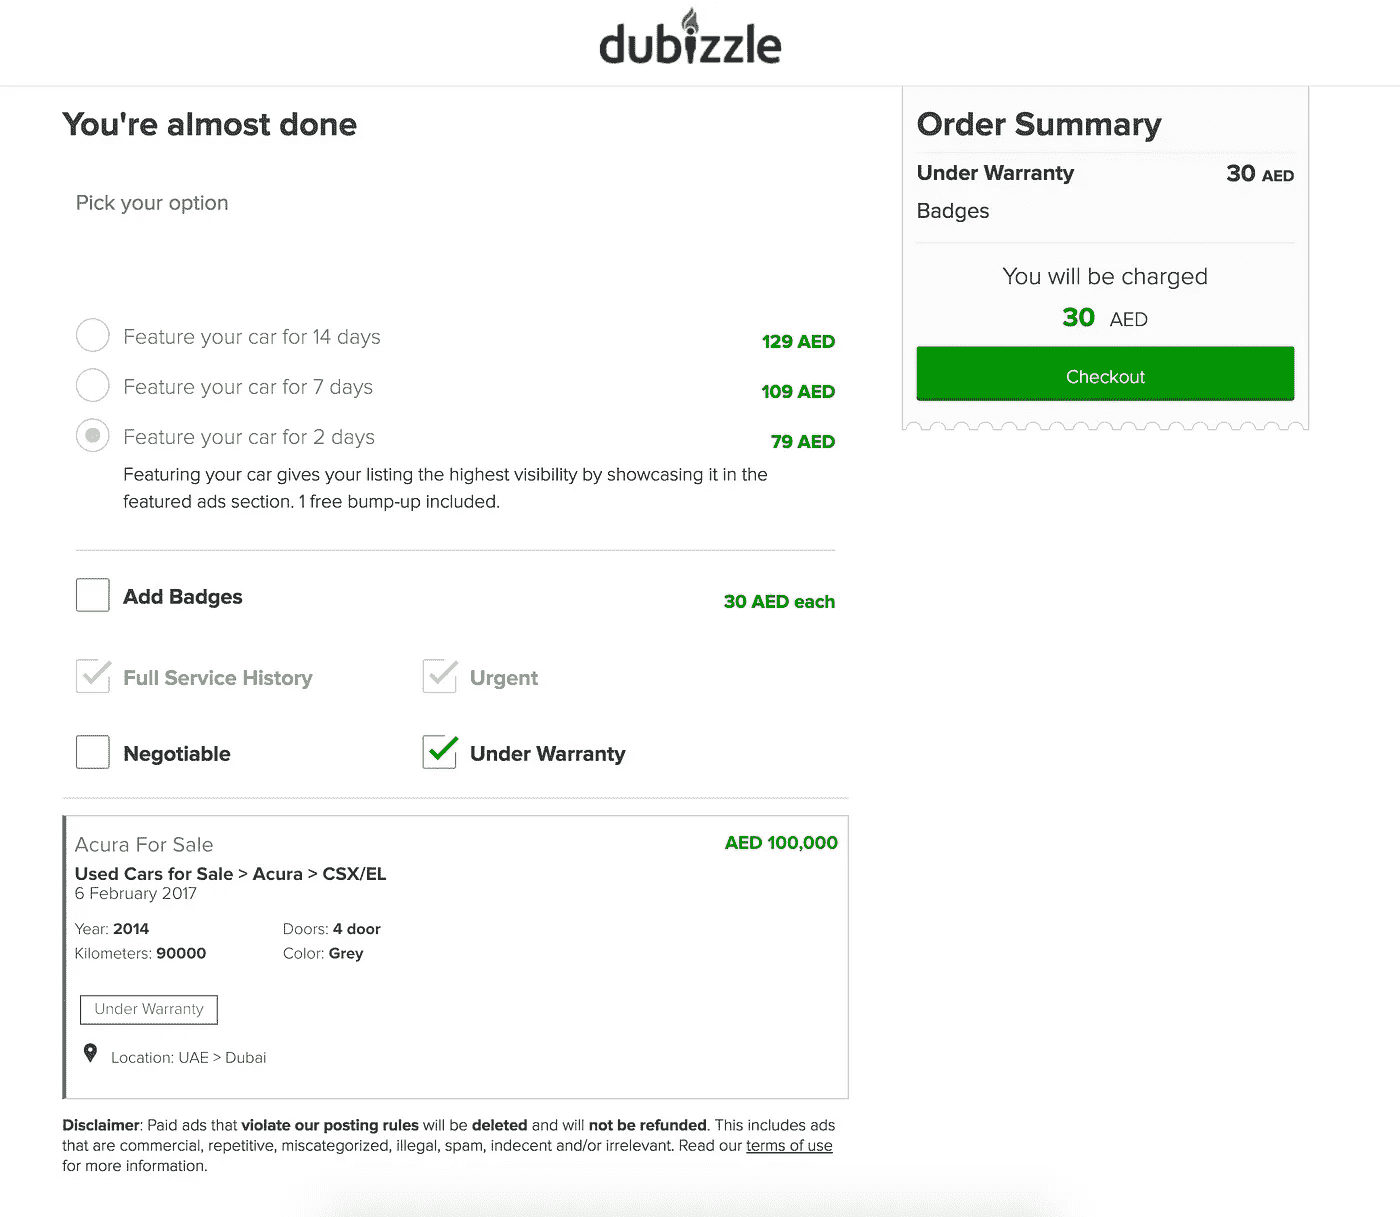 dubizzle
You're almost done
Pick your option
Feature your car for 14 days 129 AED
Feature your car for 7 days 109 AED
Feature your car for 2 days 79 AED
Featuring your car gives your listing the highest visibility by showcasing it in the
featured ads section. 1 free bump-up included.
Add Badges 30 AED each
Full Service History Urgent
Negotiable Under Warranty
Acura For Sale AED 100,000
Used Cars for Sale > Acura > CSX/EL
6 February 2017
Year: 2014 Doors: 4 door
Kilometers: 90000 Color: Grey
Under Warranty
Location: UAE > Dubai
Disclaimer: Paid ads that violate our posting rules will be deleted and will not be refunded. This includes ads
that are commercial, repetitive, miscategorized, illegal, spam, indecent and/or irrelevant. Read our terms of use
for more information.
Order Summary
Under Warranty 30 AED
Badges
You will be charged
30 AED
Checkout